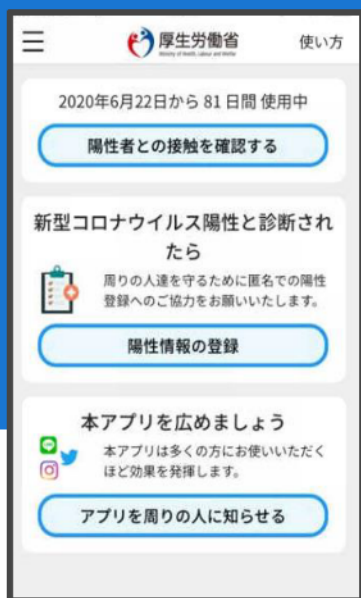 厚生労働省
Ministry of Health, Labour and Welfare
使い方
2020年6月22日から 81 日間 使用中
陽性者との接触を確認する
新型コロナウイルス陽性と診断され
たら
周りの人達を守るために匿名での陽性
登録へのご協力をお願いいたします。
陽性情報の登録
本アプリを広めましょう
本アプリは多くの方にお使いいただく
ほど効果を発揮します。
アプリを周りの人に知らせる